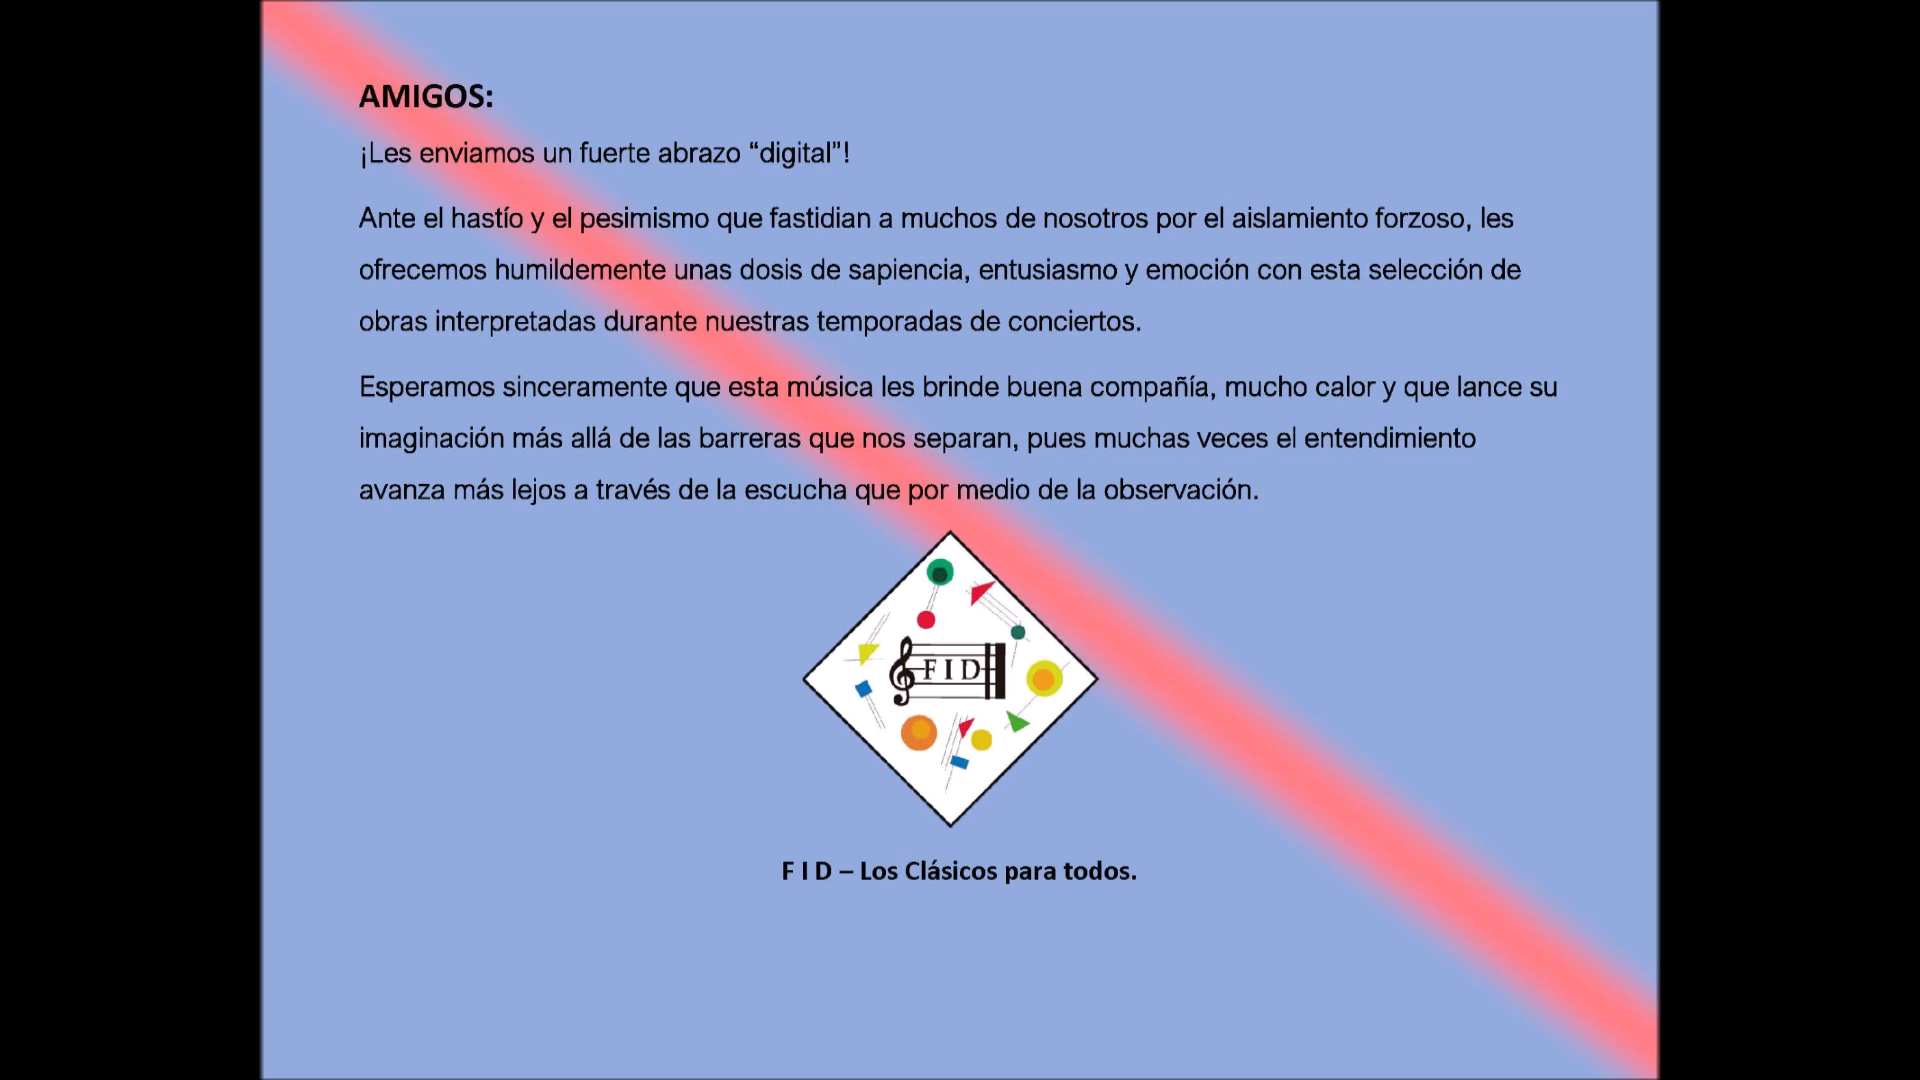 AMIGOS:
¡Les enviamos un fuerte abrazo “digital”!
Ante el hastío y el pesimismo que fastidian a muchos de nosotros por el aislamiento forzoso, les
ofrecemos humildemente unas dosis de sapiencia, entusiasmo y emoción con esta selección de
obras interpretadas durante nuestras temporadas de conciertos.
Esperamos sinceramente que esta música les brinde buena compañía, mucho calor y que lance su
imaginación más allá de las barreras que nos separan, pues muchas veces el entendimiento
avanza más lejos a través de la escucha que por medio de la observación.
F I D
F I D – Los Clásicos para todos.